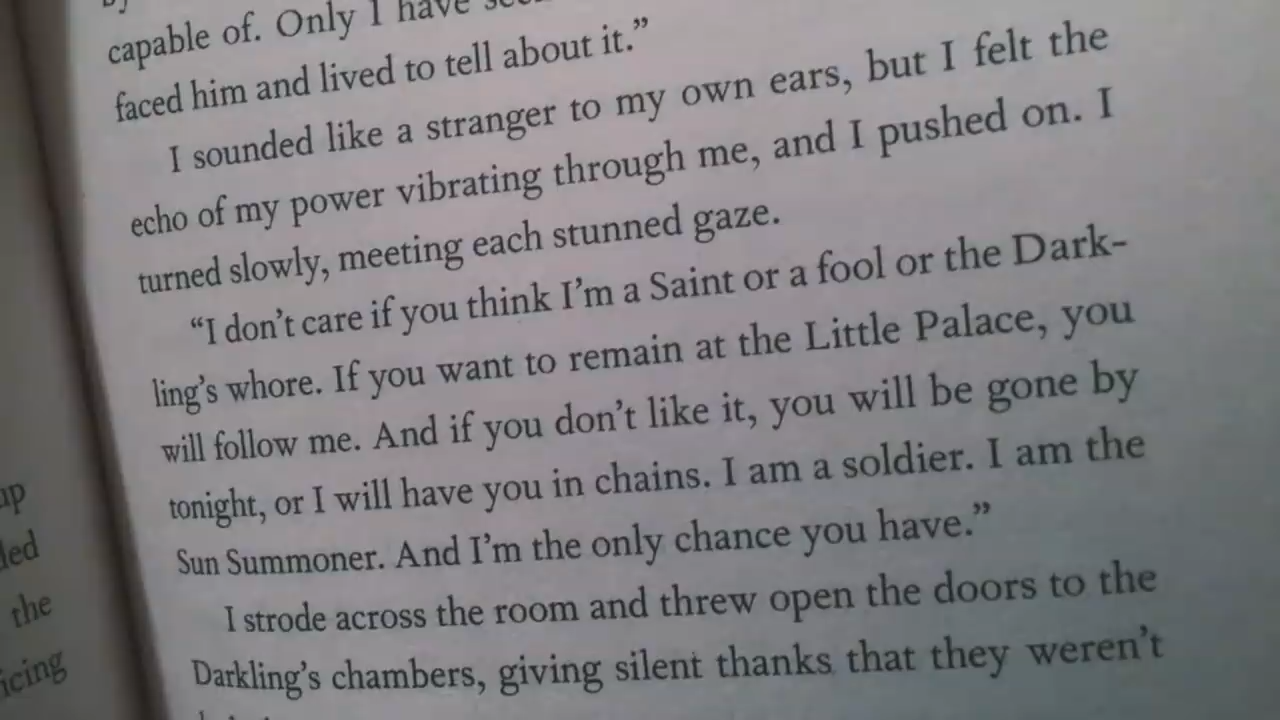 capable of. Only I have
faced him and lived to tell about it.”
I sounded like a stranger to my own ears, but I felt the
echo of my power vibrating through me, and I pushed on. I
turned slowly, meeting each stunned gaze.
“I don’t care if you think I’m a Saint or a fool or the Dark-
ling’s whore. If you want to remain at the Little Palace, you
will follow me. And if you don’t like it, you will be gone by
tonight, or I will have you in chains. I am a soldier. I am the
Sun Summoner. And I’m the only chance you have.”
I strode across the room and threw open the doors to the
Darkling’s chambers, giving silent thanks that they weren’t
the